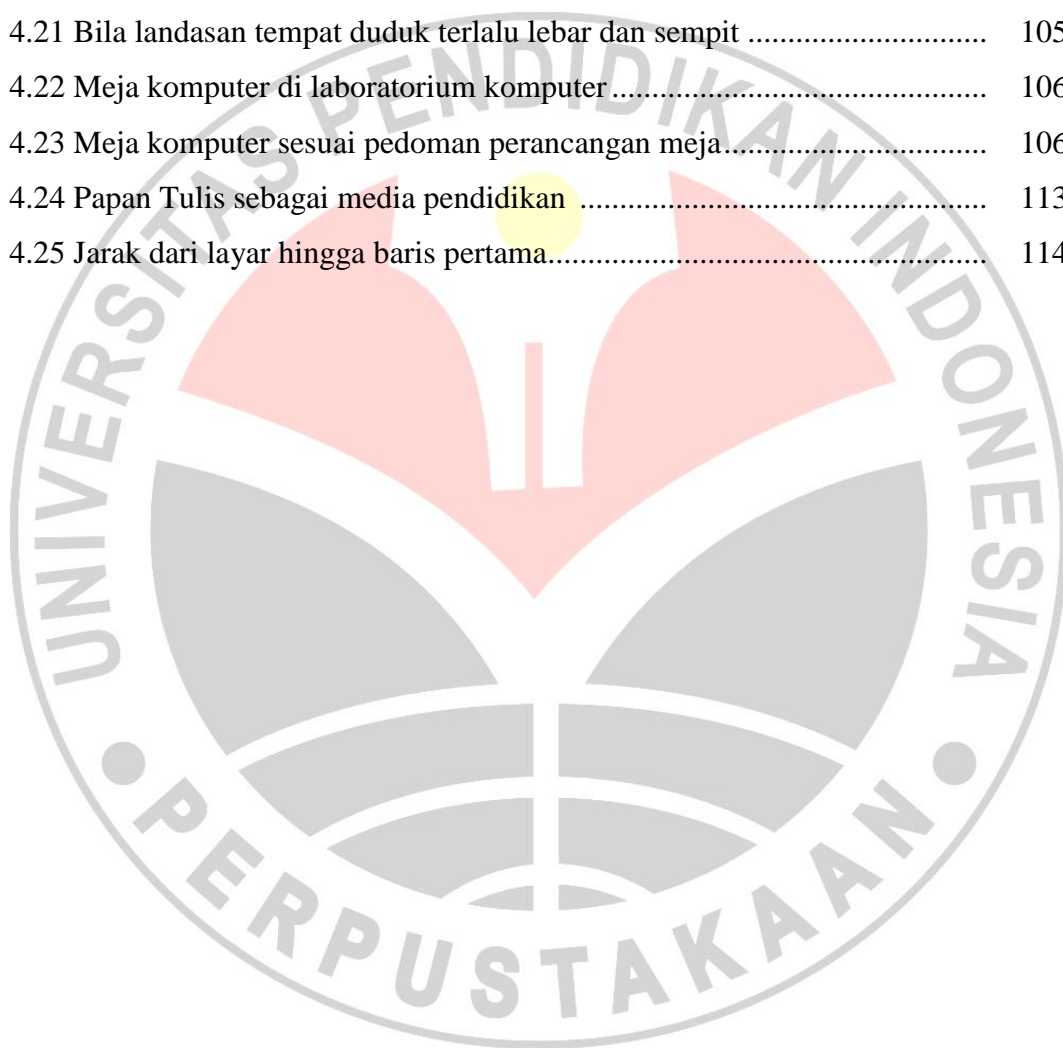 4.21 Bila landasan tempat duduk terlalu lebar dan sempit ............................ 105
4.22 Meja komputer di laboratorium komputer ............................................ 106
4.23 Meja komputer sesuai pedoman perancangan meja............................... 106
4.24 Papan Tulis sebagai media pendidikan ................................................ 113
4.25 Jarak dari layar hingga baris pertama.................................................... 114
UNIVERSITAS PENDIDIKAN INDONESIA
PERPUSTAKAAN